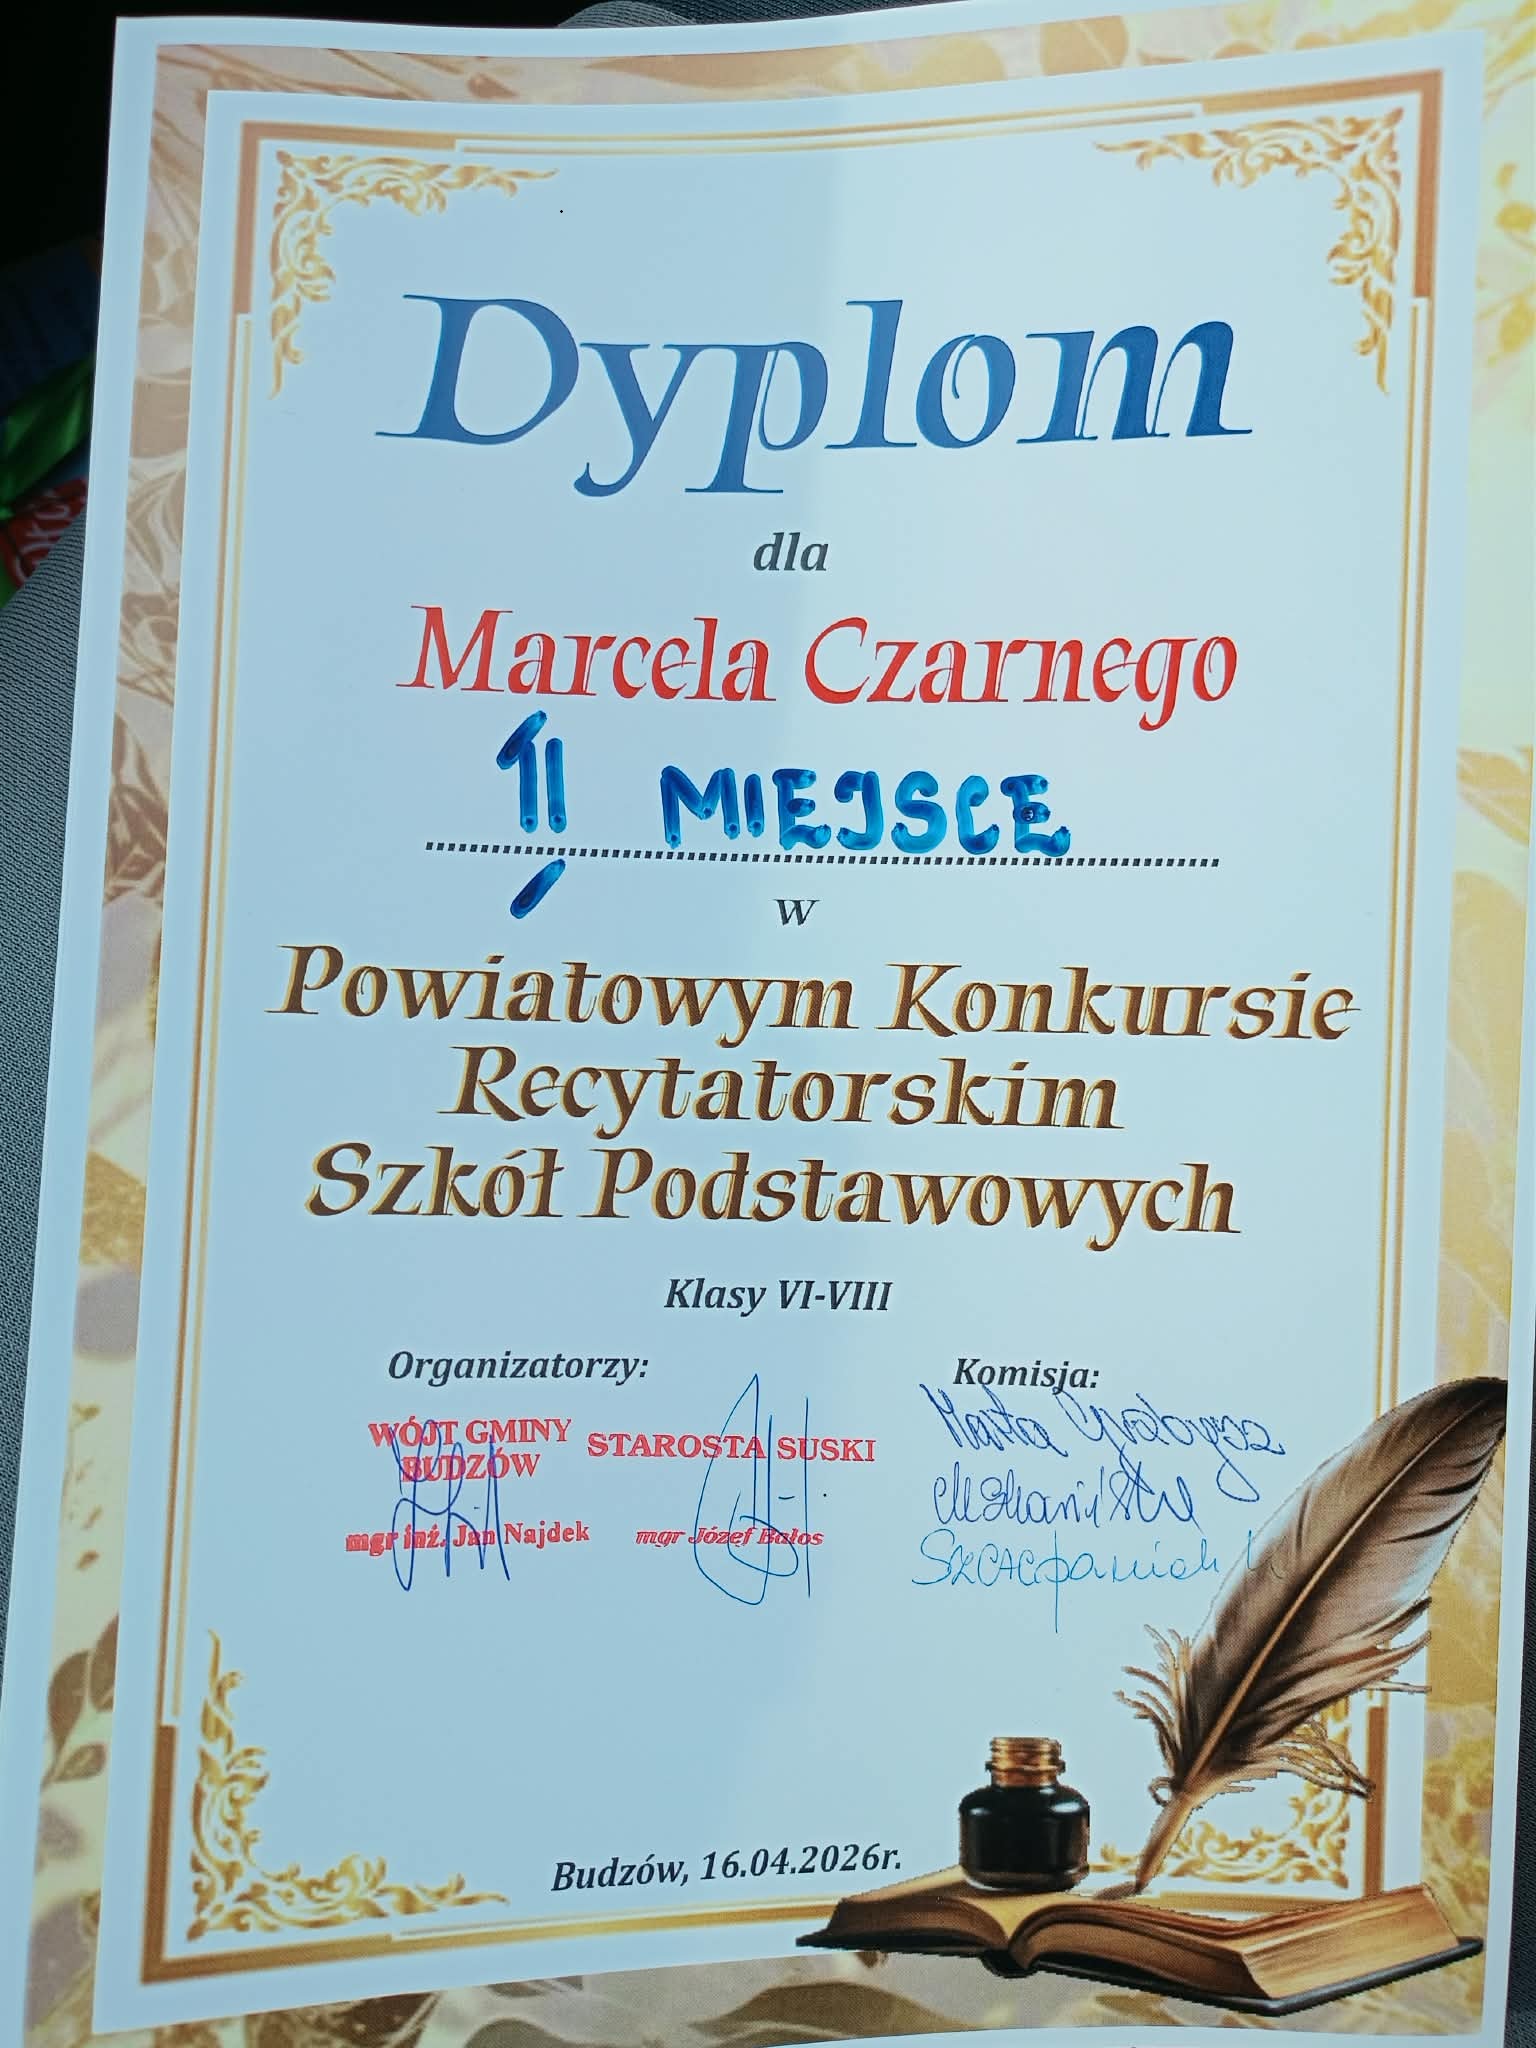 Dyplom
dla
Marcela Czarnego
II MIEJSCE
w
Powiatowym Konkursie
Recytatorskim
Szkół Podstawowych
Klasy VI-VIII
Organizatorzy:
Komisja:
WÓJT GMINY
BUDZÓW
mgr inż. Jan Najdek
STAROSTA SUSKI
mgr Józef Bałos
Marta
Budzów, 16.04.2026r.